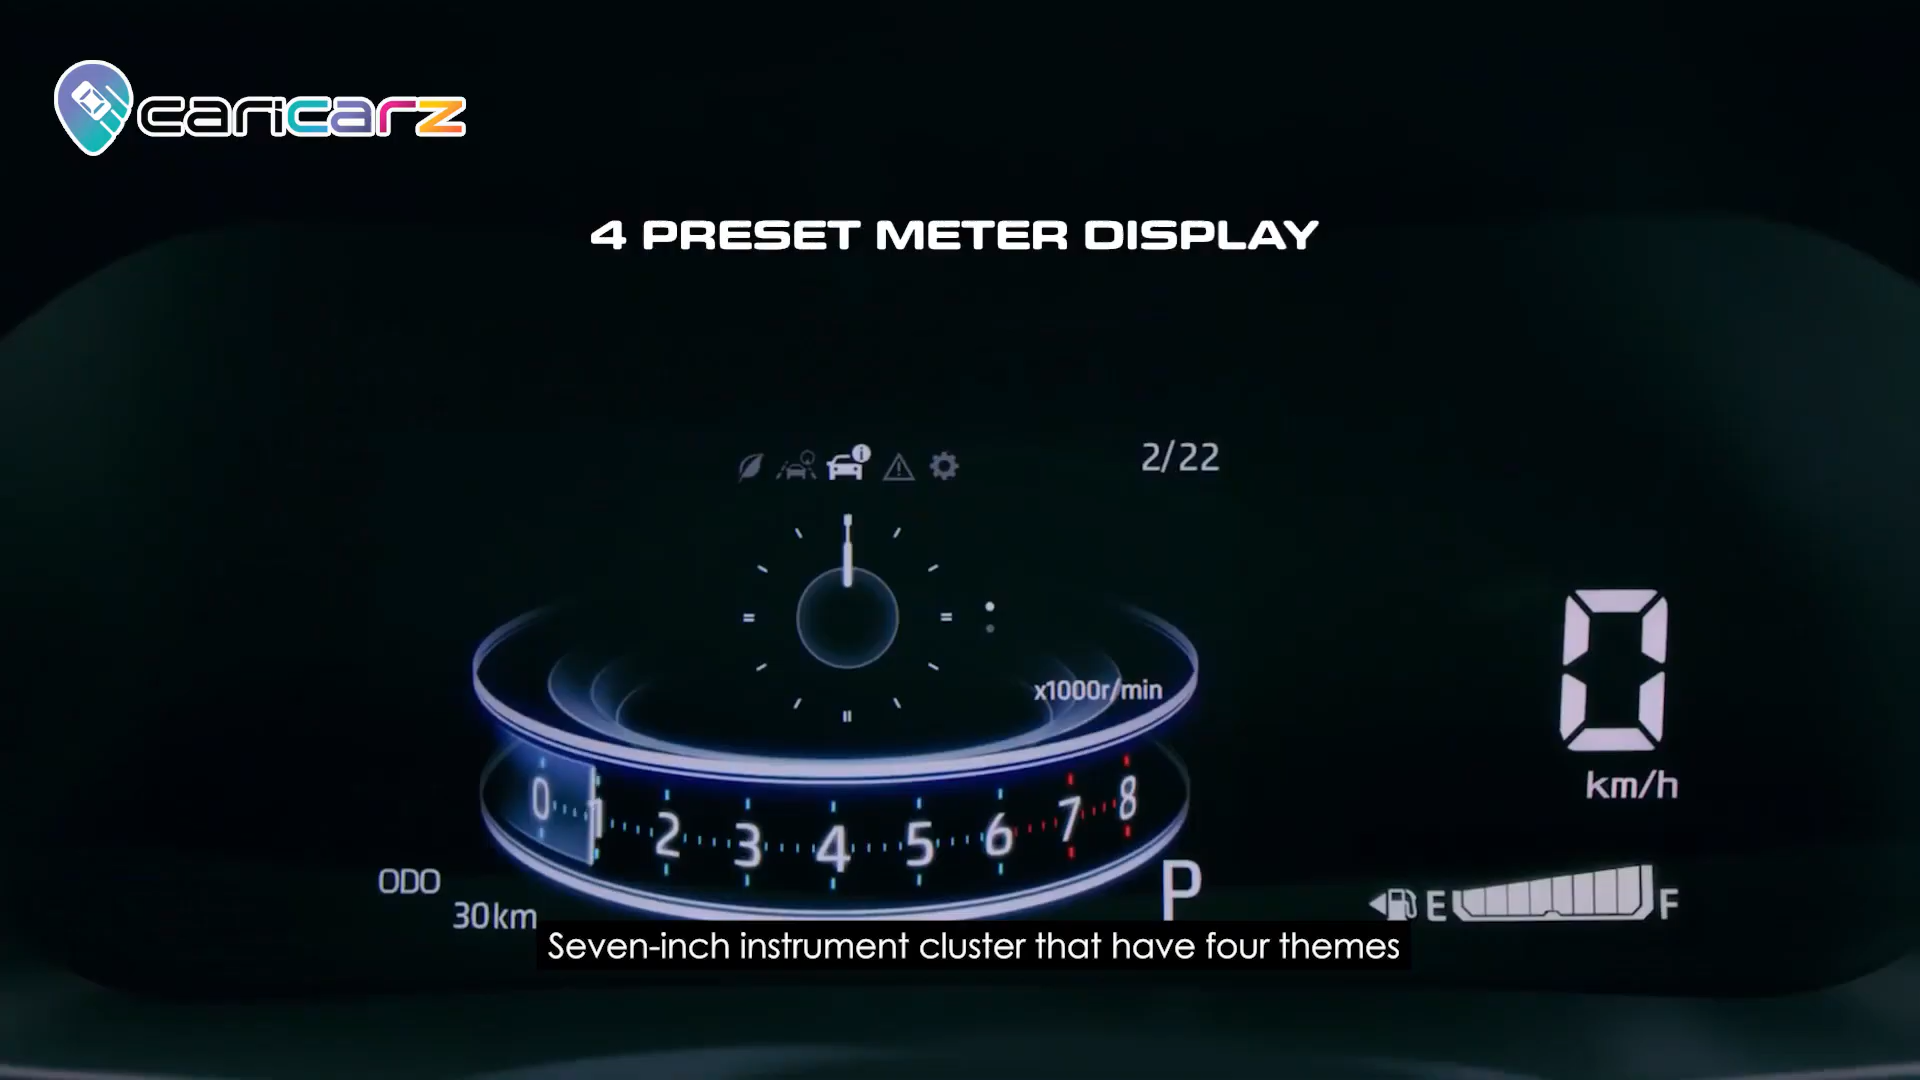 caricarz
4 PRESET METER DISPLAY
2/22
x1000r/min
0
km/h
0 1 2 3 4 5 6 7 8
ODO
30km
P
E F
Seven-inch instrument cluster that have four themes